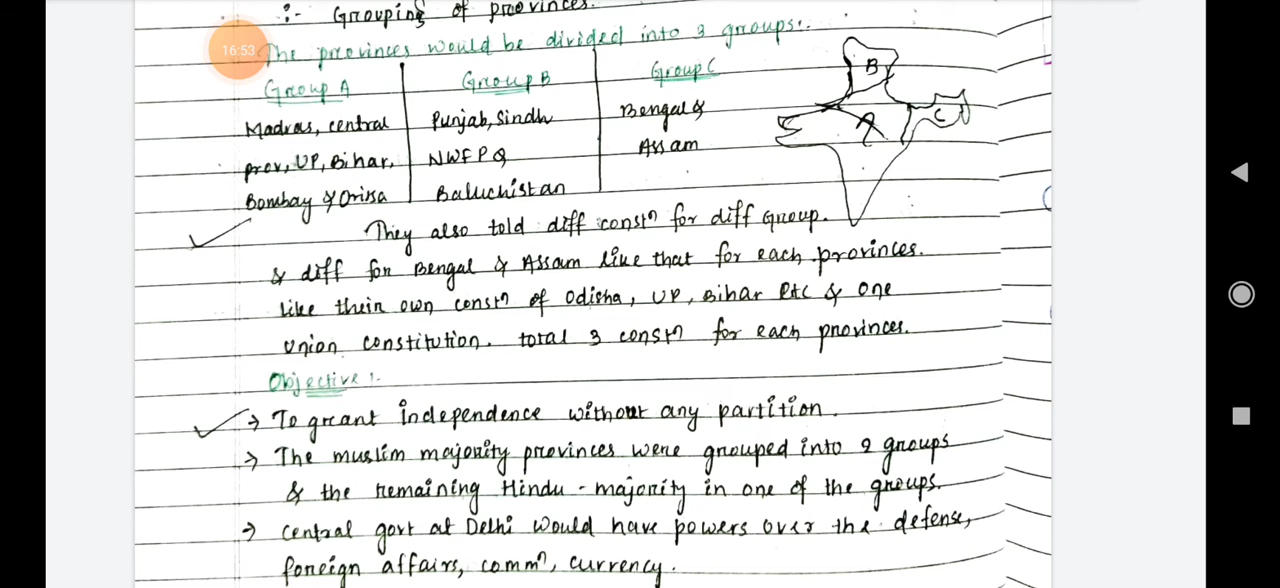 :- Grouping of provinces.
16:53
The provinces would be divided into 3 groups:.
Group A
Group B
Group C
Madras, central
prov, UP, Bihar,
Bombay & Orissa
Punjab, Sindh
NWFP &
Baluchistan
Bengal &
Assam
B
A
C
They also told diff constn for diff Group.
& diff for Bengal & Assam like that for each provinces.
like their own constn of Odisha, UP, Bihar etc & one
union constitution. total 3 constn for each provinces.
Objective :-
→ To grant independence without any partition.
→ The muslim majority provinces were grouped into 2 groups
& the remaining Hindu - majority in one of the groups.
→ central govt at Delhi would have powers over the defense,
foreign affairs, commn, currency.